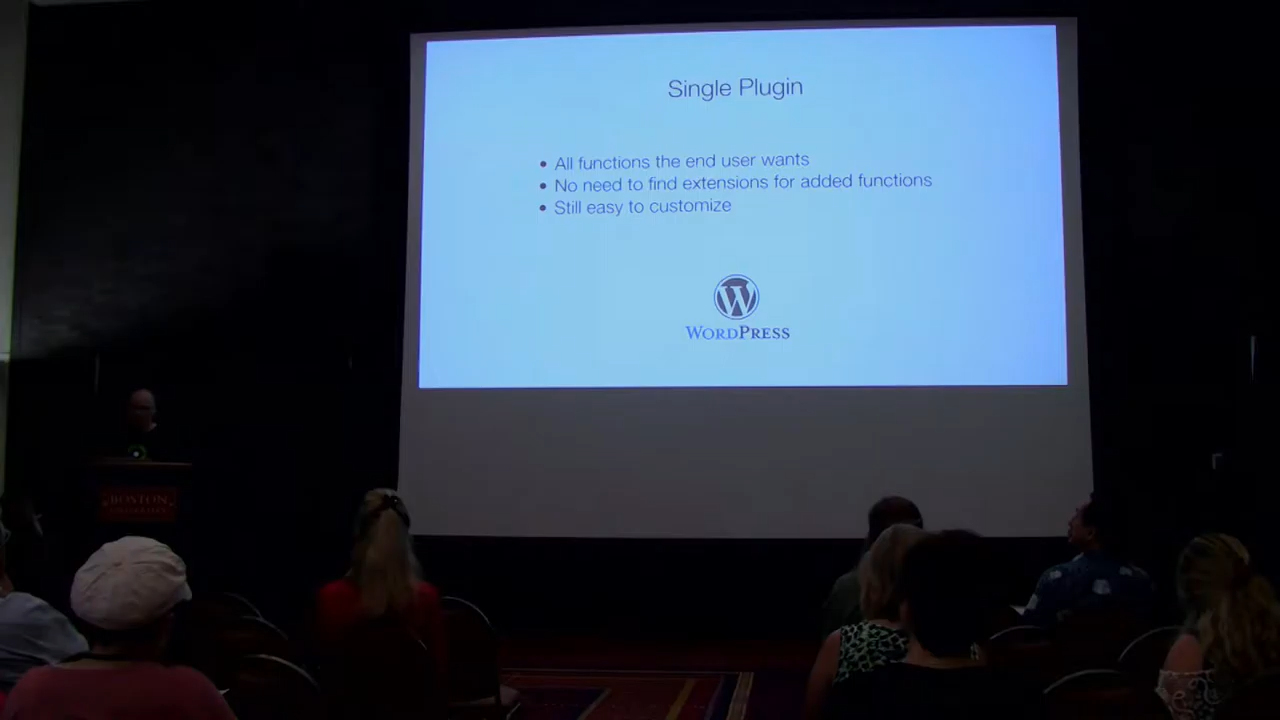 Single Plugin
• All functions the end user wants
• No need to find extensions for added functions
• Still easy to customize
W
WORDPRESS
BOSTON
UNIVERSITY